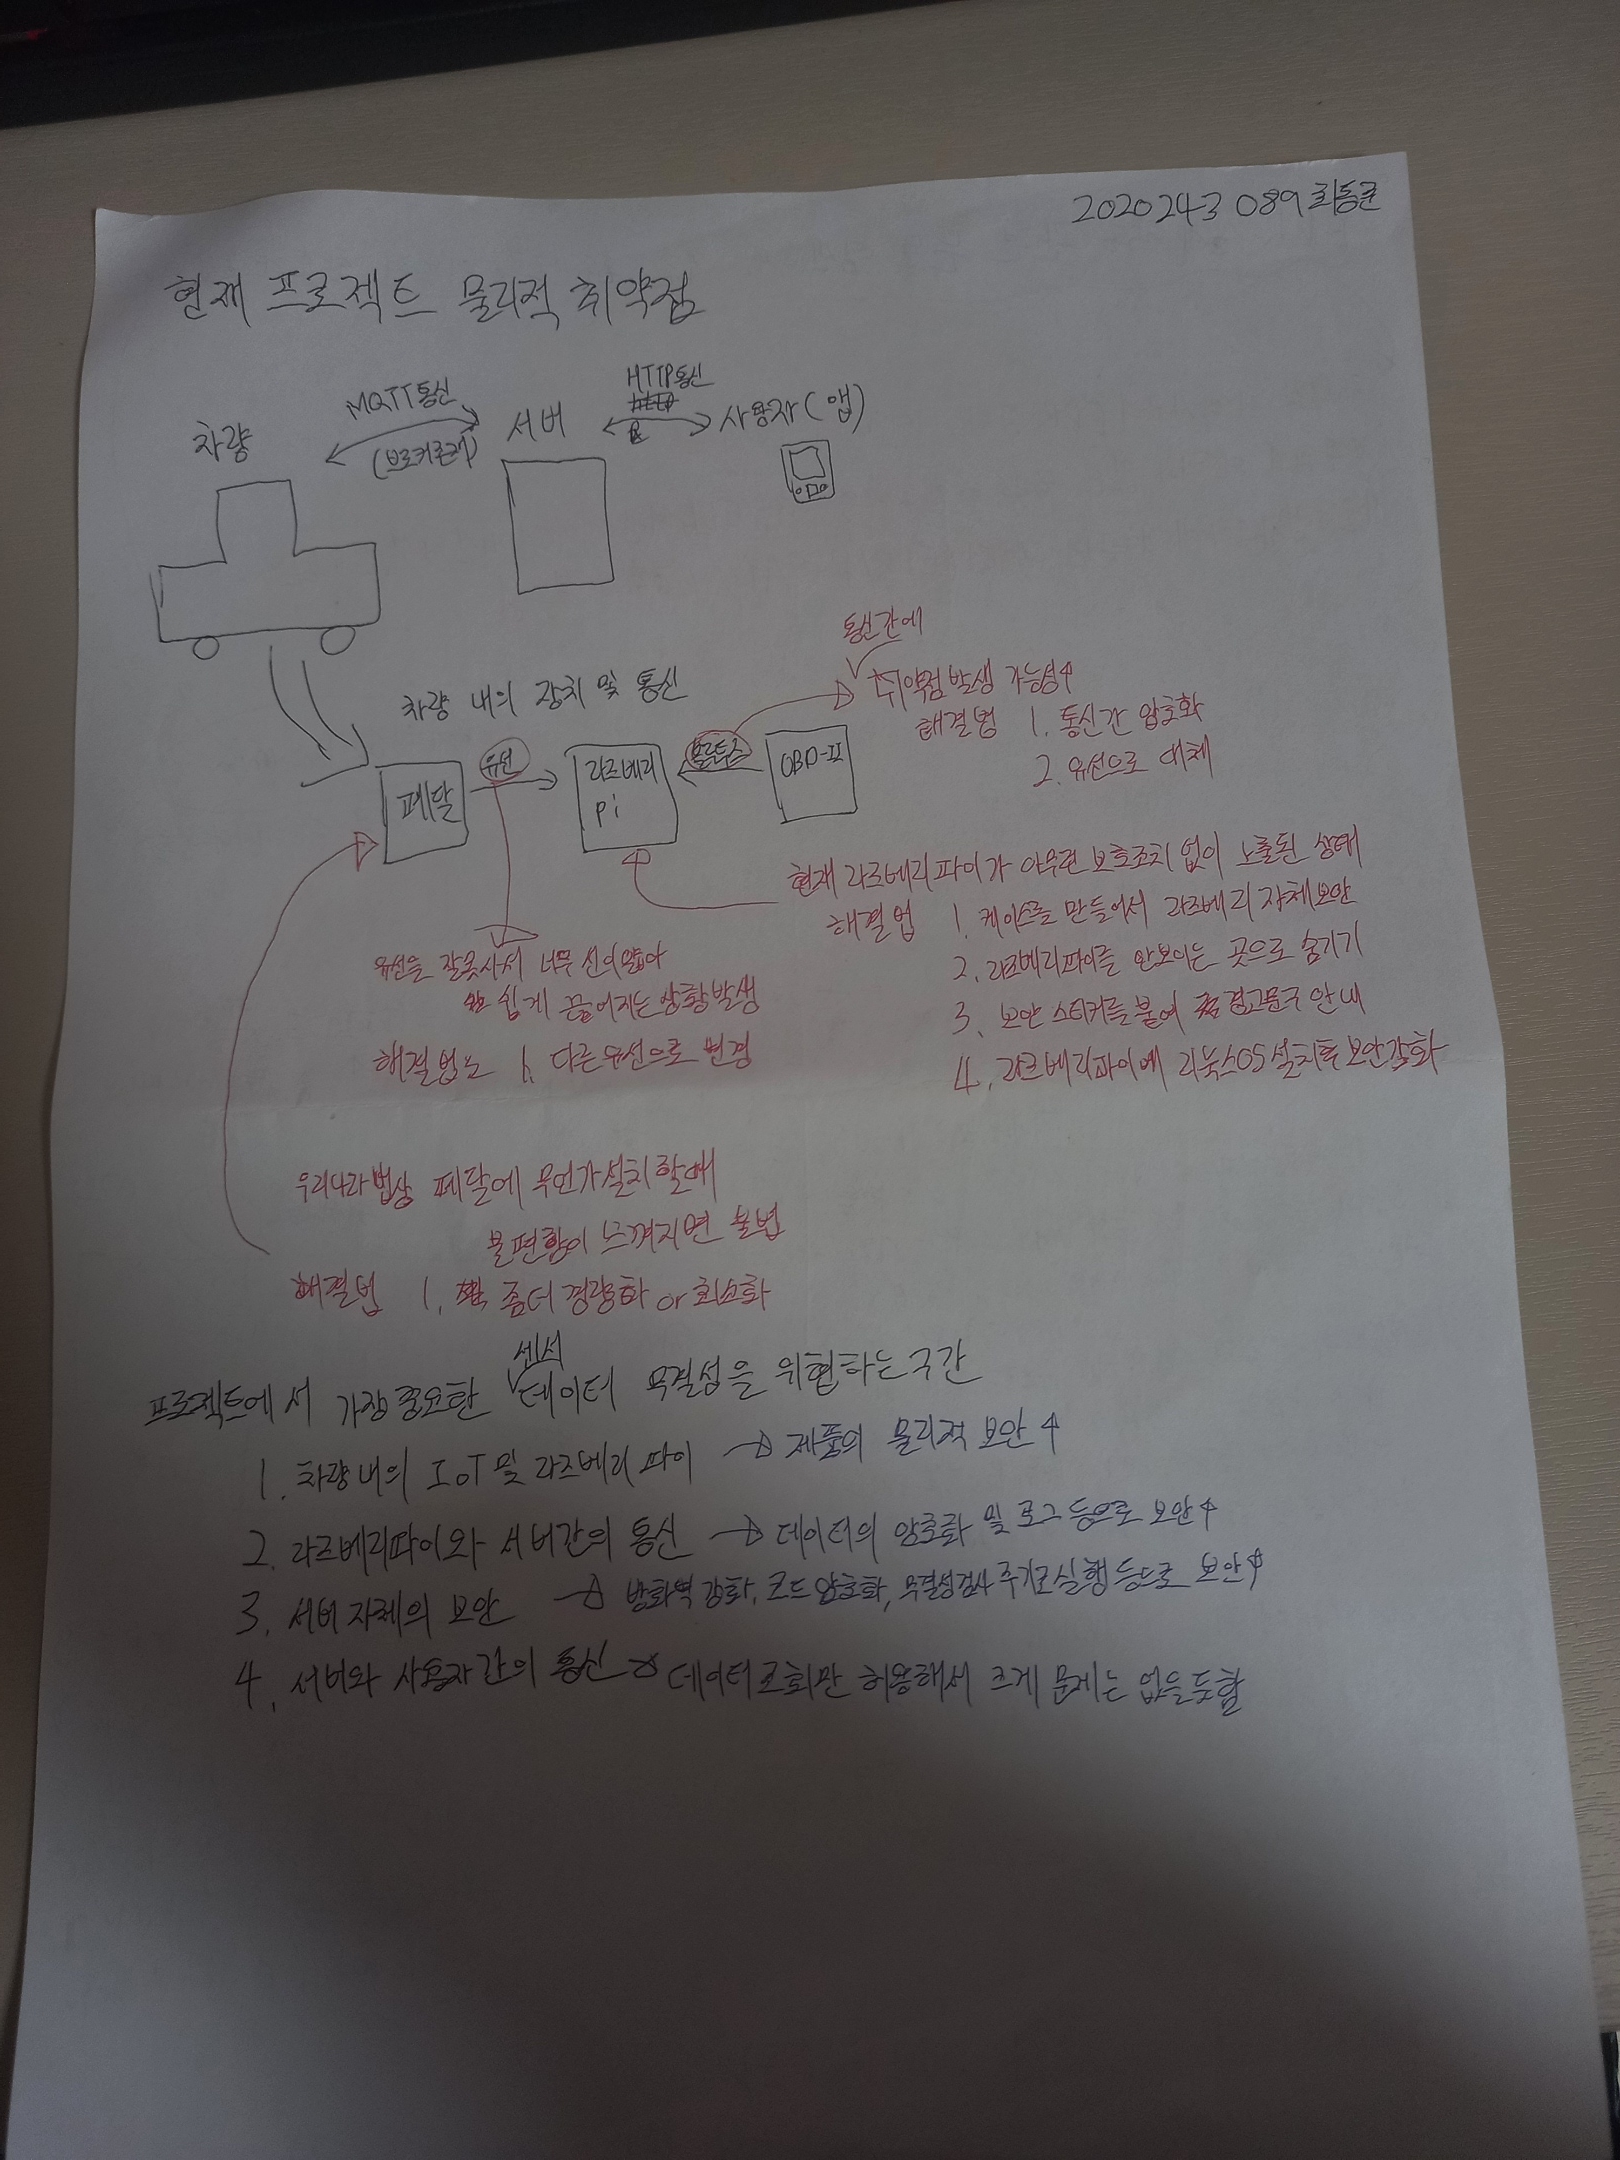 2020243 089 최동준
현재 프로젝트 물리적 취약점
MQTT통신
(브로커존재)
HTTP통신
차량
서버
사용자(앱)
통신간에
취약점발생 가능성↑
해결법 1. 통신간 암호화
2. 유선으로 대체
차량 내의 장치 및 통신
페달
유선
라즈베리
Pi
블루투스
OBD-II
현재 라즈베리파이가 아무런 보호조치 없이 노출된 상태
해결법 1. 케이스를 만들어서 라즈베리 자체보안
2. 라즈베리파이를 안보이는 곳으로 숨기기
3. 보안 스티커를 붙여 경고문구 안내
4. 라즈베리파이에 리눅스OS 설치후 보안강화
유선을 잘못사서 너무 선이얇아
쉽게 끊어지는 상황발생
해결법은 1. 다른유선으로 변경
우리나라법상 페달에 무언가설치할때
불편함이 느껴지면 불법
해결법 1. 좀더 경량화 or 최소화
프로젝트에서 가장중요한 센서 데이터 무결성을 위협하는구간
1. 차량내의 IoT 및 라즈베리 파이 → 제품의 물리적 보안↑
2. 라즈베리파이와 서버간의 통신 → 데이터의 암호화 및 로그등으로 보안↑
3. 서버자체의 보안 → 방화벽 강화, 코드암호화, 무결성검사 주기로실행등으로 보안↑
4. 서버와 사용자간의 통신 → 데이터조회만 허용해서 크게 문제는 없을듯함